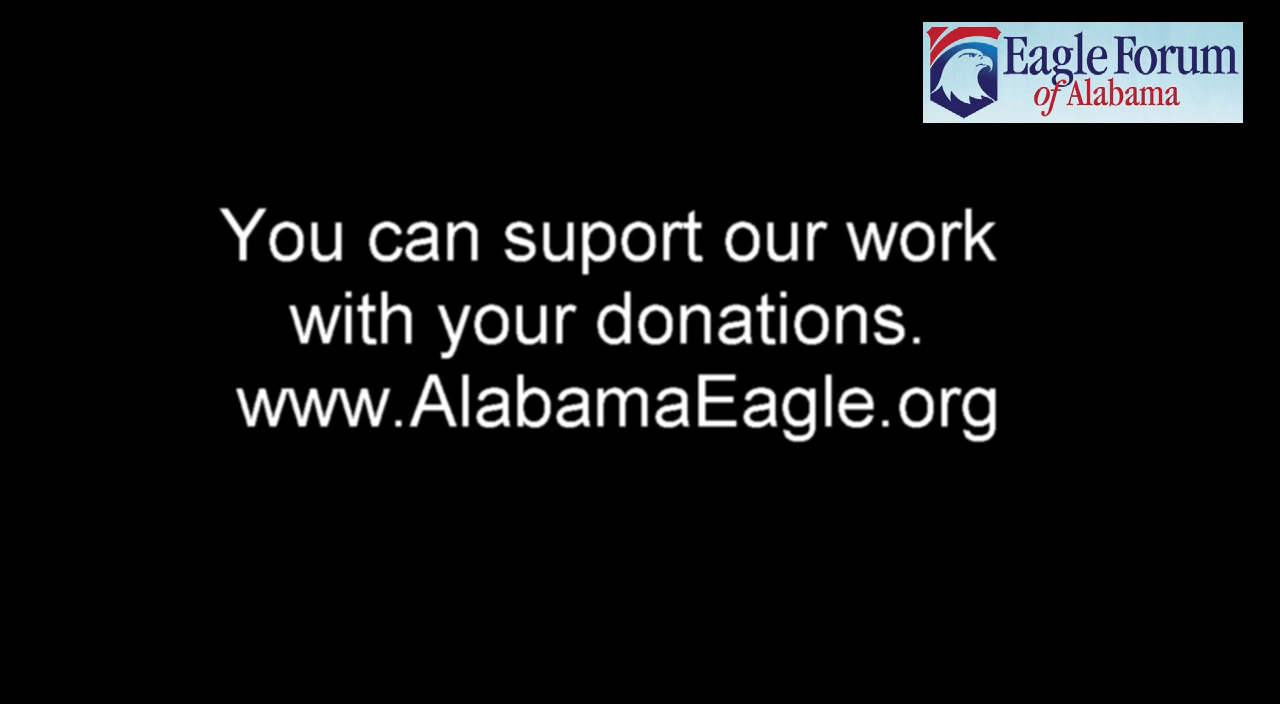 Eagle Forum
of Alabama
You can suport our work
with your donations.
www.AlabamaEagle.org